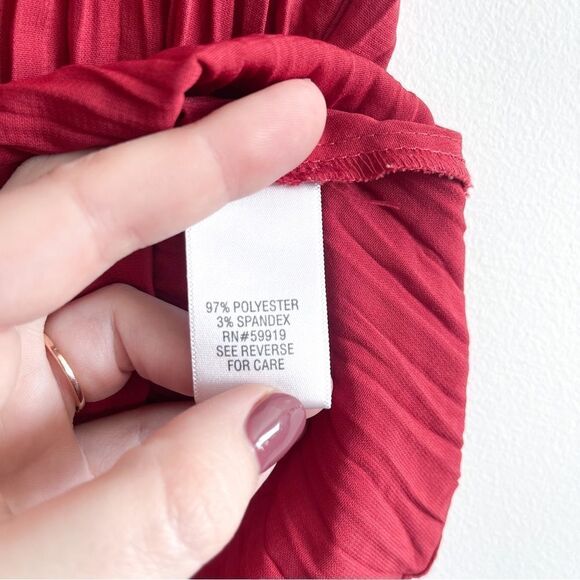 97% POLYESTER
3% SPANDEX
RN#59919
SEE REVERSE
FOR CARE